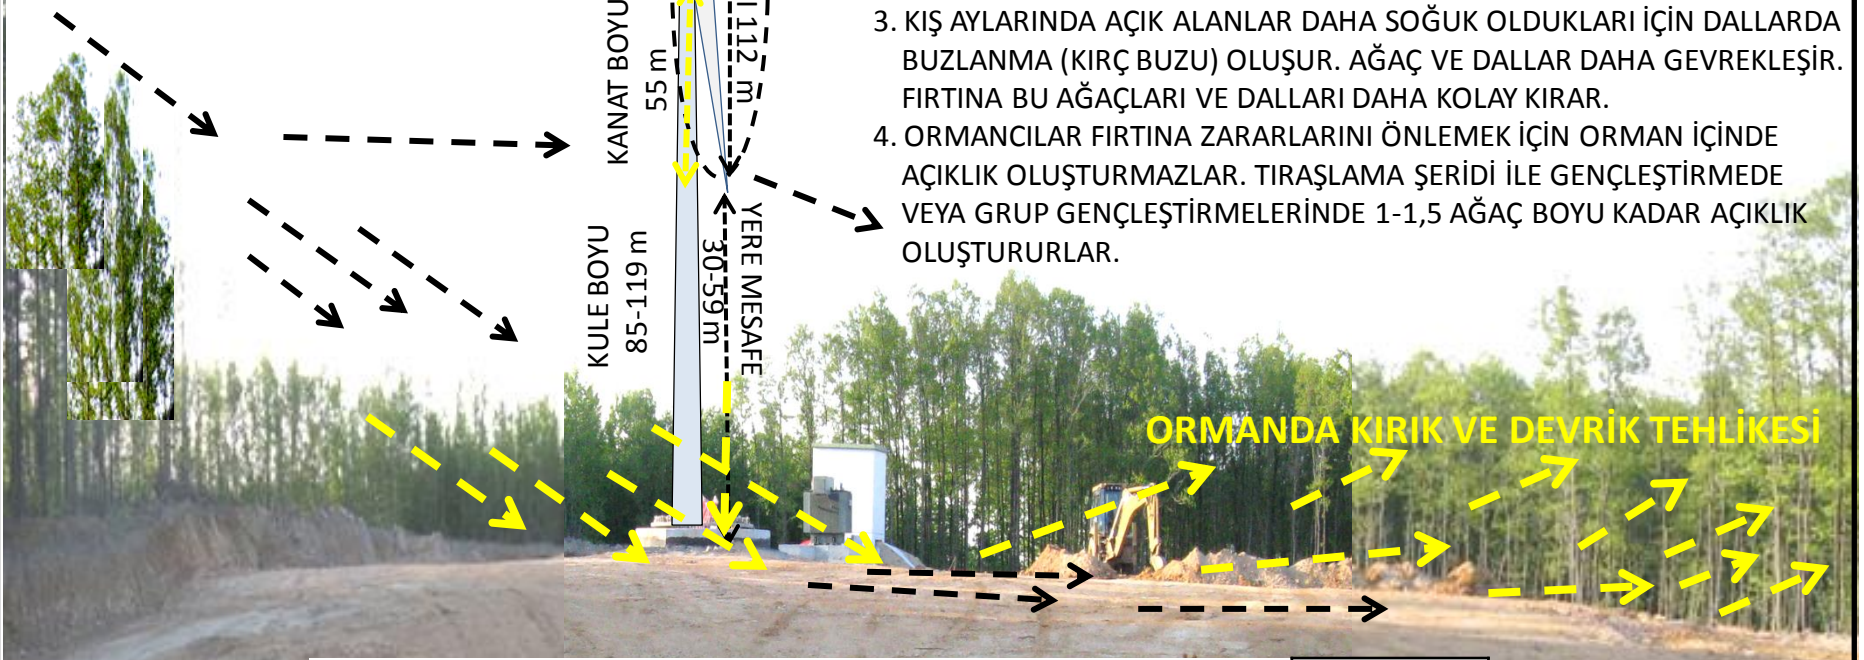 3. KIŞ AYLARINDA AÇIK ALANLAR DAHA SOĞUK OLDUKLARI İÇİN DALLARDA
BUZLANMA (KIRÇ BUZU) OLUŞUR. AĞAÇ VE DALLAR DAHA GEVREKLEŞİR.
FIRTINA BU AĞAÇLARI VE DALLARI DAHA KOLAY KIRAR.
4. ORMANCILAR FIRTINA ZARARLARINI ÖNLEMEK İÇİN ORMAN İÇİNDE
AÇIKLIK OLUŞTURMAZLAR. TIRAŞLAMA ŞERİDİ İLE GENÇLEŞTİRMEDE
VEYA GRUP GENÇLEŞTİRMELERİNDE 1-1,5 AĞAÇ BOYU KADAR AÇIKLIK
OLUŞTURURLAR.
KANAT BOYU
55 m
112 m
KULE BOYU
85-119 m
30-59 m
YERE MESAFE
ORMANDA KIRIK VE DEVRİK TEHLİKESİ